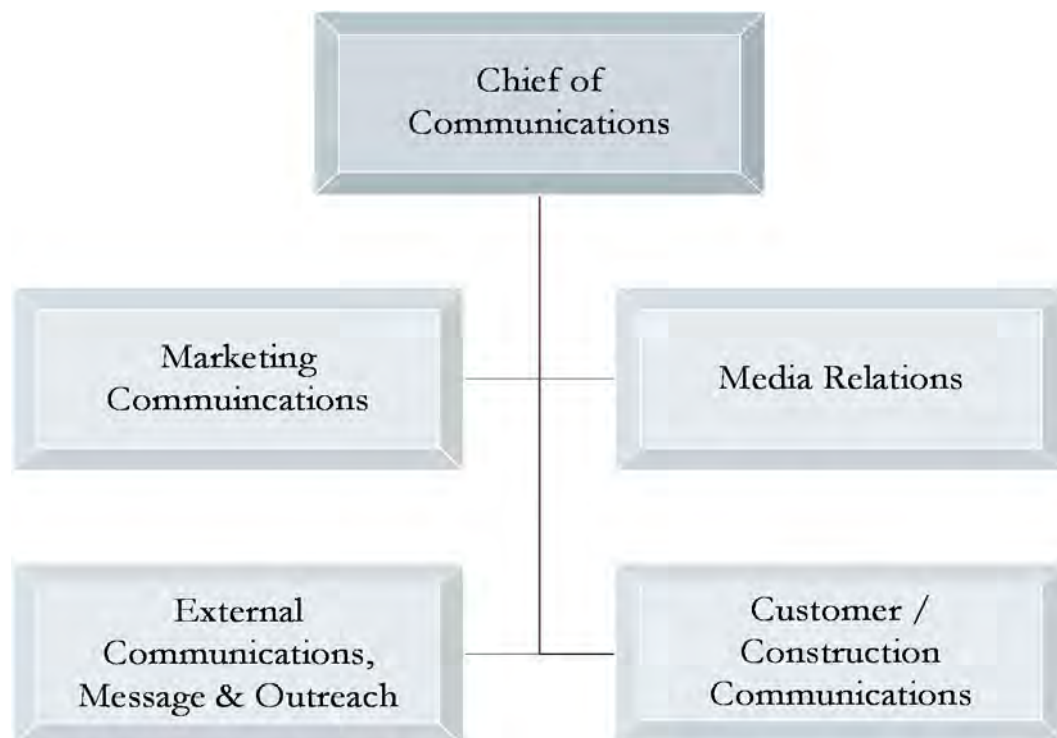 Chief of
Communications
Marketing
Commuincations
Media Relations
External
Communications,
Message & Outreach
Customer /
Construction
Communications